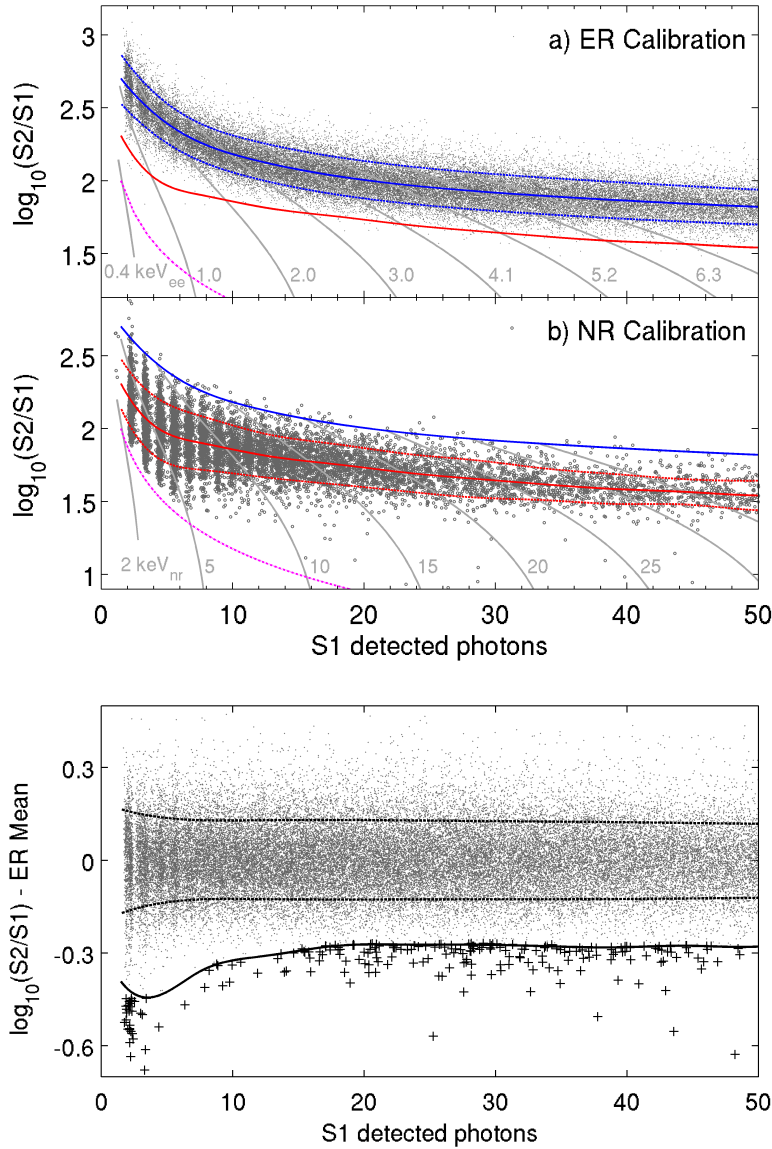 a) ER Calibration
log10(S2/S1)
3
2.5
2
1.5
0.4 keVee
1.0
2.0
3.0
4.1
5.2
6.3
b) NR Calibration
log10(S2/S1)
2.5
2
1.5
1
2 keVnr
5
10
15
20
25
0 10 20 30 40 50
S1 detected photons
log10(S2/S1) - ER Mean
0.3
0
-0.3
-0.6
0 10 20 30 40 50
S1 detected photons